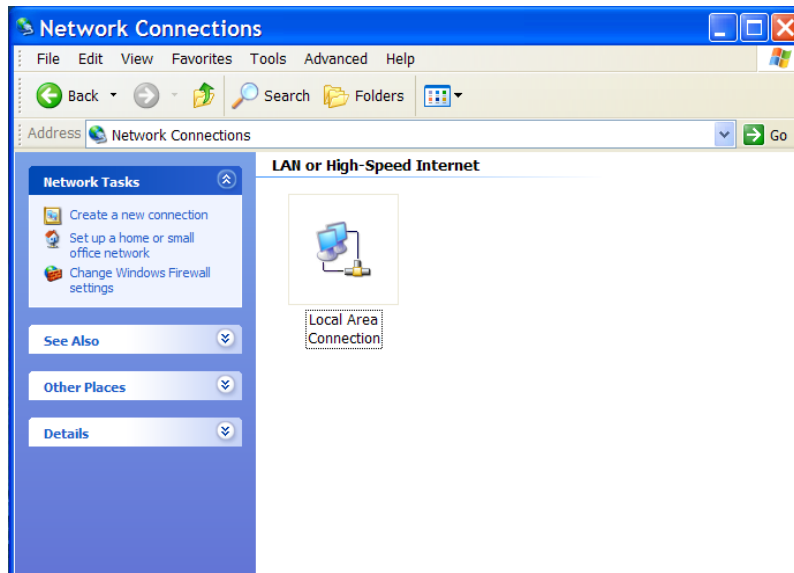 Network Connections
File Edit View Favorites Tools Advanced Help
Back Search Folders
Address Network Connections Go
Network Tasks
Create a new connection
Set up a home or small
office network
Change Windows Firewall
settings
See Also
Other Places
Details
LAN or High-Speed Internet
Local Area
Connection